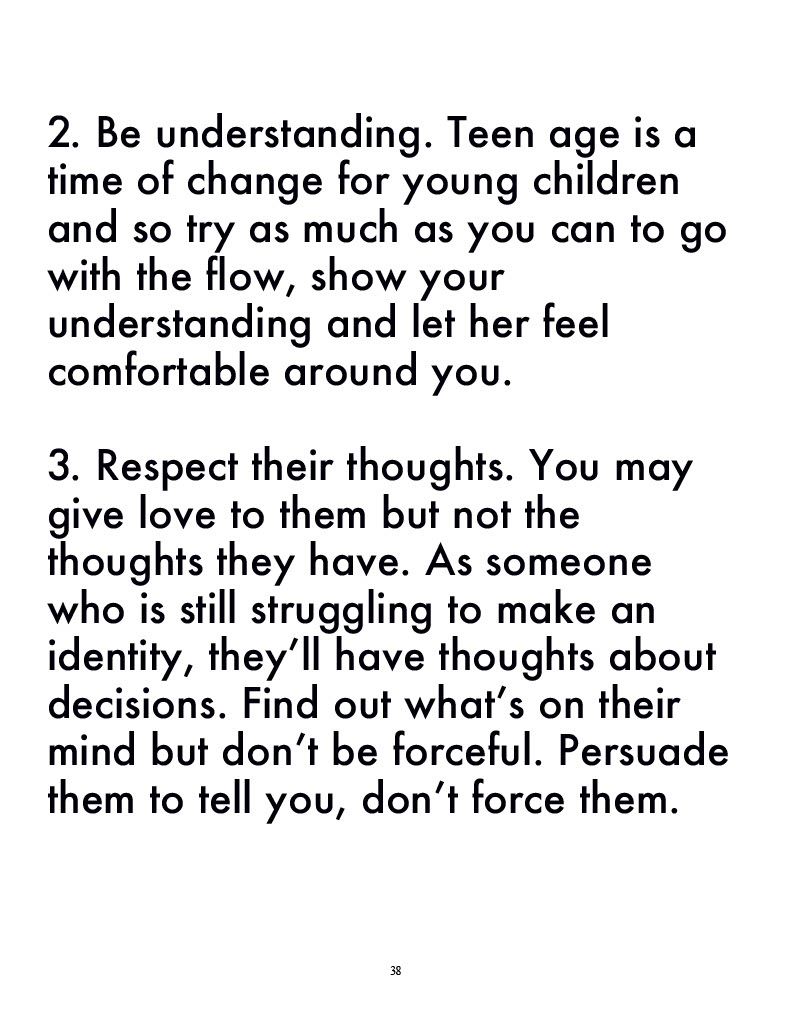 2. Be understanding. Teen age is a
time of change for young children
and so try as much as you can to go
with the flow, show your
understanding and let her feel
comfortable around you.
3. Respect their thoughts. You may
give love to them but not the
thoughts they have. As someone
who is still struggling to make an
identity, they’ll have thoughts about
decisions. Find out what’s on their
mind but don’t be forceful. Persuade
them to tell you, don’t force them.
38